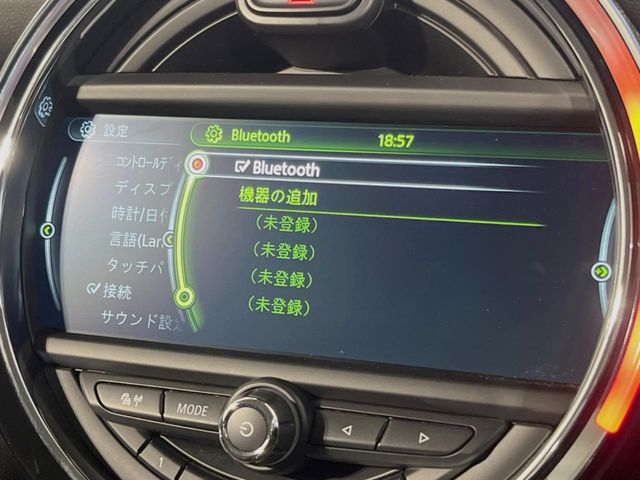 設定
コントロールディ
ディスプ
時計/日付
言語(Lan
タッチパ
接続
サウンド設定
Bluetooth 18:57
Bluetooth
機器の追加
(未登録)
(未登録)
(未登録)
(未登録)
MODE
1